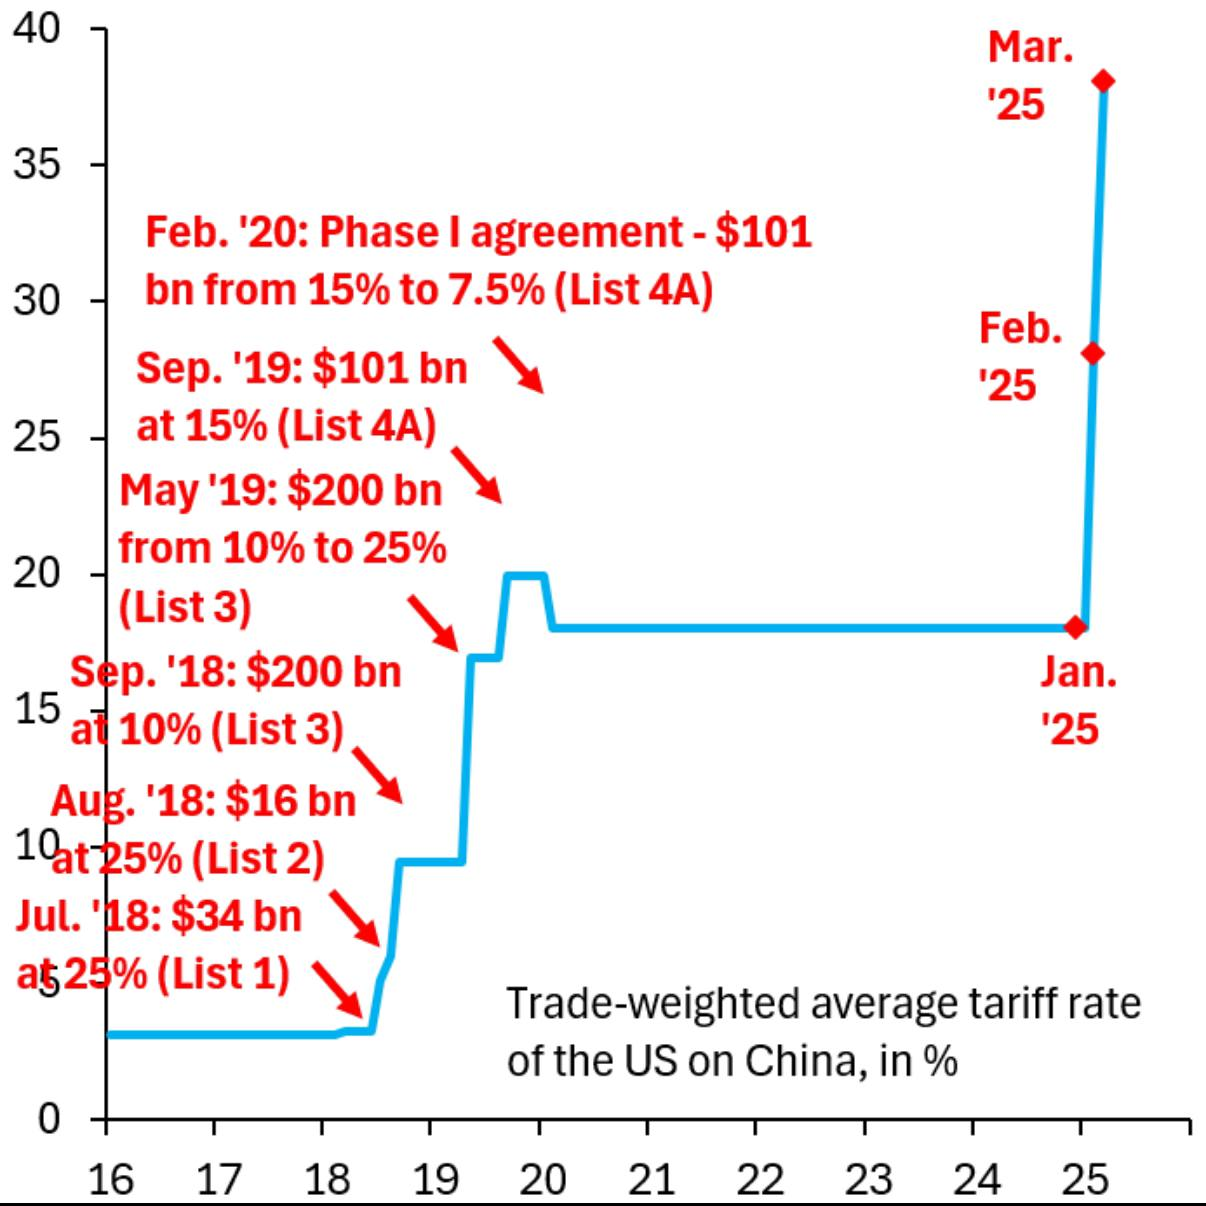 40
35
30
25
20
15
10
5
0
Mar.
'25
Feb. '20: Phase I agreement - $101
bn from 15% to 7.5% (List 4A)
Feb.
'25
Sep. '19: $101 bn
at 15% (List 4A)
May '19: $200 bn
from 10% to 25%
(List 3)
Sep. '18: $200 bn
at 10% (List 3)
Jan.
'25
Aug. '18: $16 bn
at 25% (List 2)
Jul. '18: $34 bn
at 25% (List 1)
Trade-weighted average tariff rate
of the US on China, in %
16 17 18 19 20 21 22 23 24 25